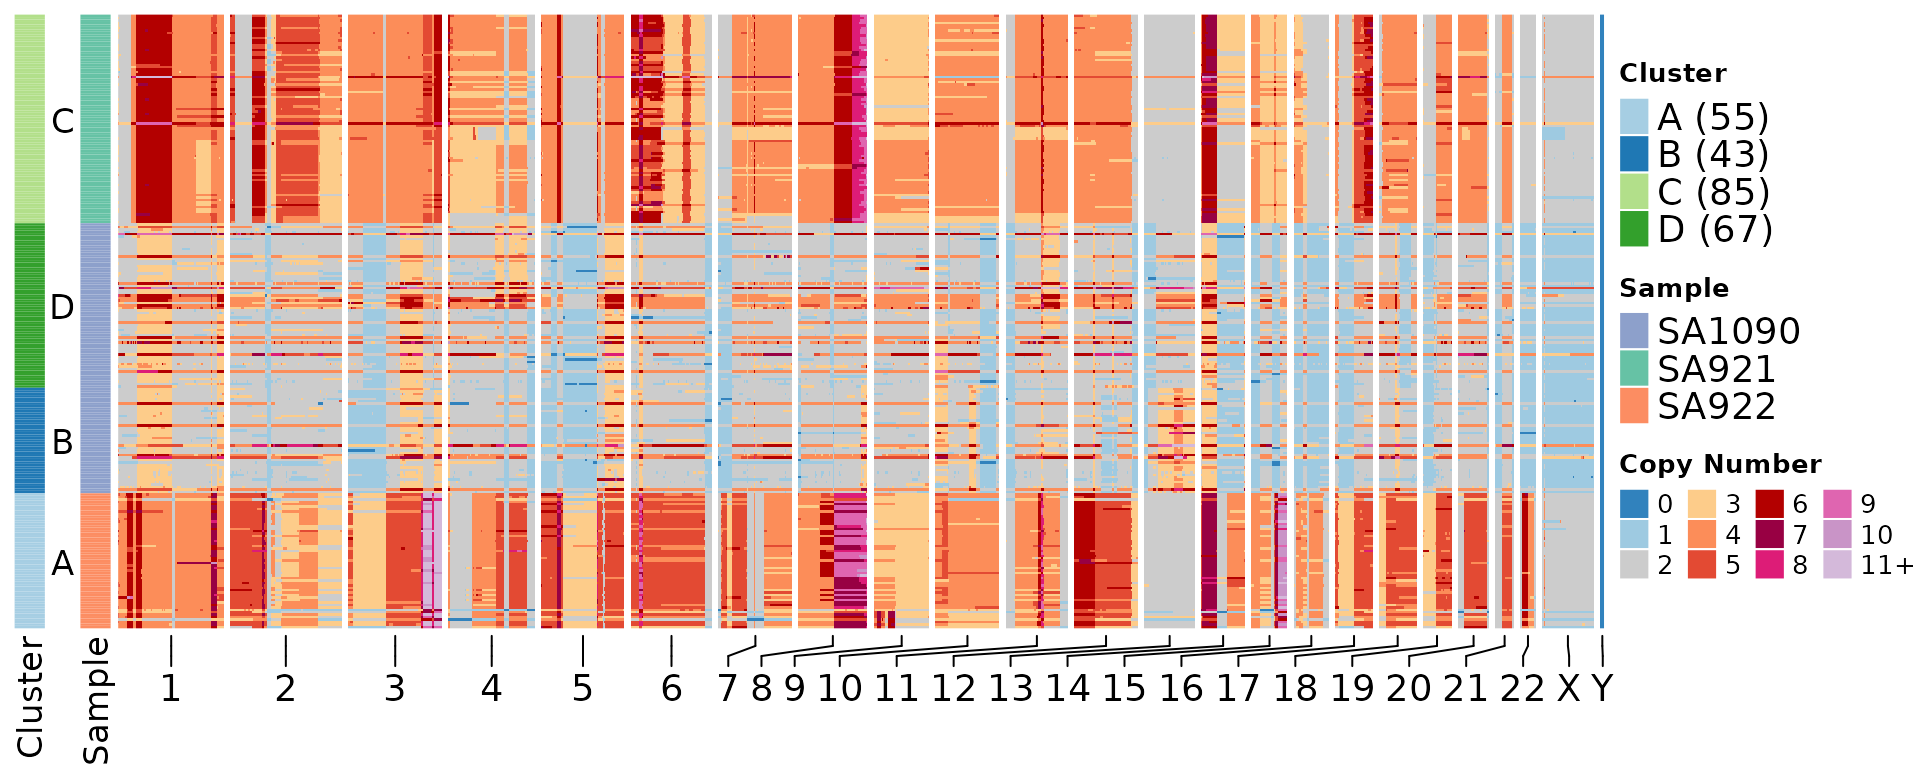 C
D
B
A
Cluster
Sample
1 2 3 4 5 6 7 8 9 10 11 12 13 14 15 16 17 18 19 20 21 22 X Y
Cluster
A (55)
B (43)
C (85)
D (67)
Sample
SA1090
SA921
SA922
Copy Number
0 3 6 9
1 4 7 10
2 5 8 11+